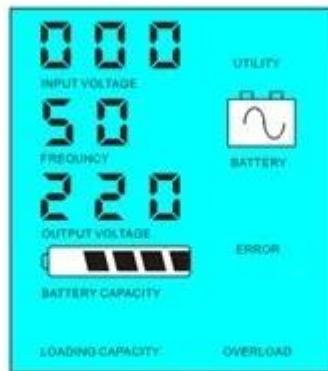 000
UTILITY
INPUT VOLTAGE
50
FREQUNCY
BATTERY
220
OUTPUT VOLTAGE
ERROR
BATTERY CAPACITY
LOADING CAPACITY
OVERLOAD